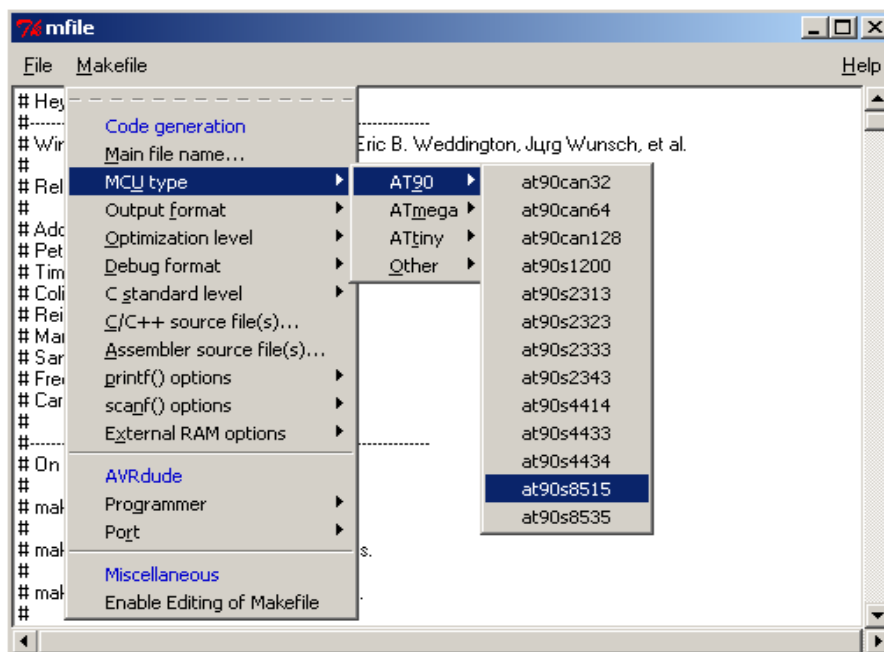 mfile
File Makefile Help
# Hey
#-----
# Win Eric B. Weddington, Jцrg Wunsch, et al.
#
# Rel
#
# Add
# Pet
# Tim
# Coli
# Rei
# Mar
# Sar
# Fre
# Car
#
#-----
# On
#
# mak
#
# mak s.
#
# mak .
#
Code generation
Main file name...
MCU type
Output format
Optimization level
Debug format
C standard level
C/C++ source file(s)...
Assembler source file(s)...
printf() options
scanf() options
External RAM options
AVRdude
Programmer
Port
Miscellaneous
Enable Editing of Makefile
AT90
ATmega
ATtiny
Other
at90can32
at90can64
at90can128
at90s1200
at90s2313
at90s2323
at90s2333
at90s2343
at90s4414
at90s4433
at90s4434
at90s8515
at90s8535